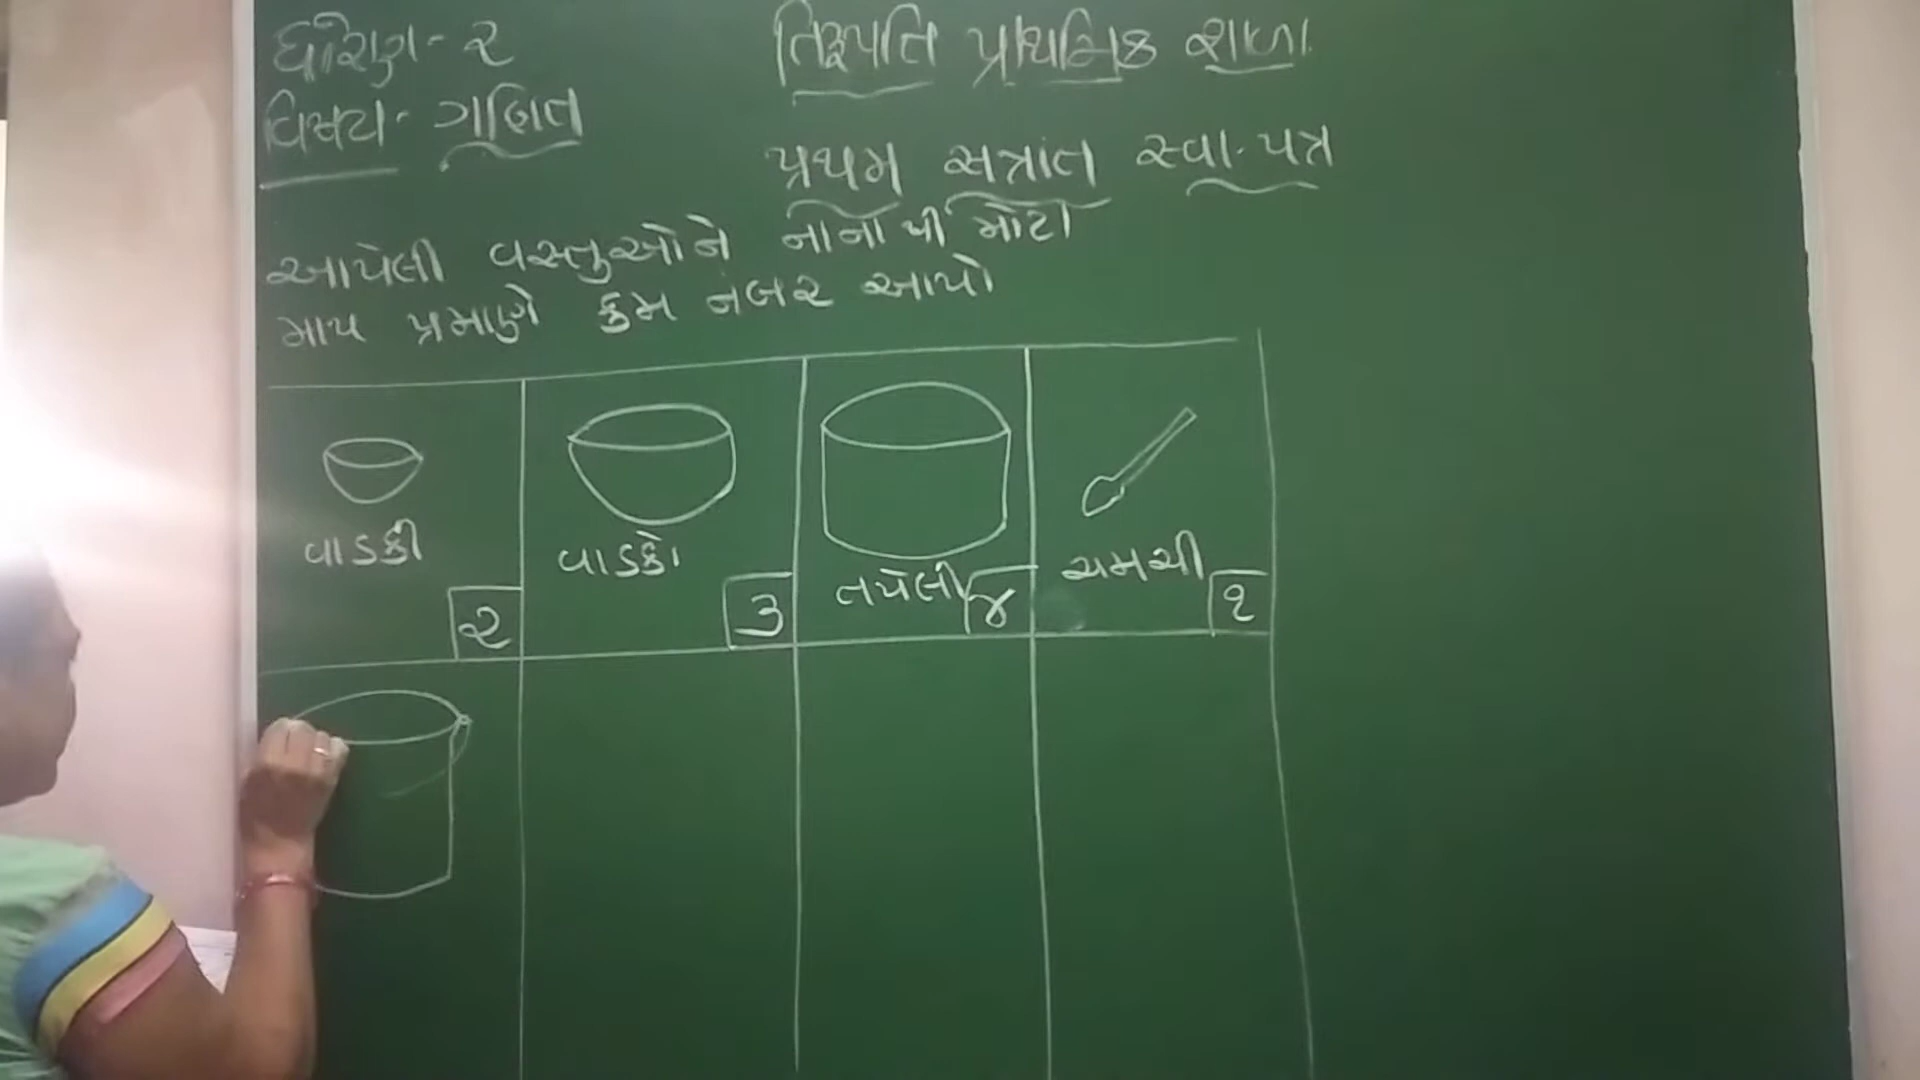 ધોરણ-૨
વિષય- ગણિત
તિરૂપતિ પ્રાથમિક શાળા
પ્રથમ સત્રાંત સ્વા. પત્ર
આપેલી વસ્તુઓને નાનાથી મોટા
માપ પ્રમાણે ક્રમ નંબર આપો
વાડકી વાડકો તપેલી ચમચી
૨ ૩ ૪ ૧